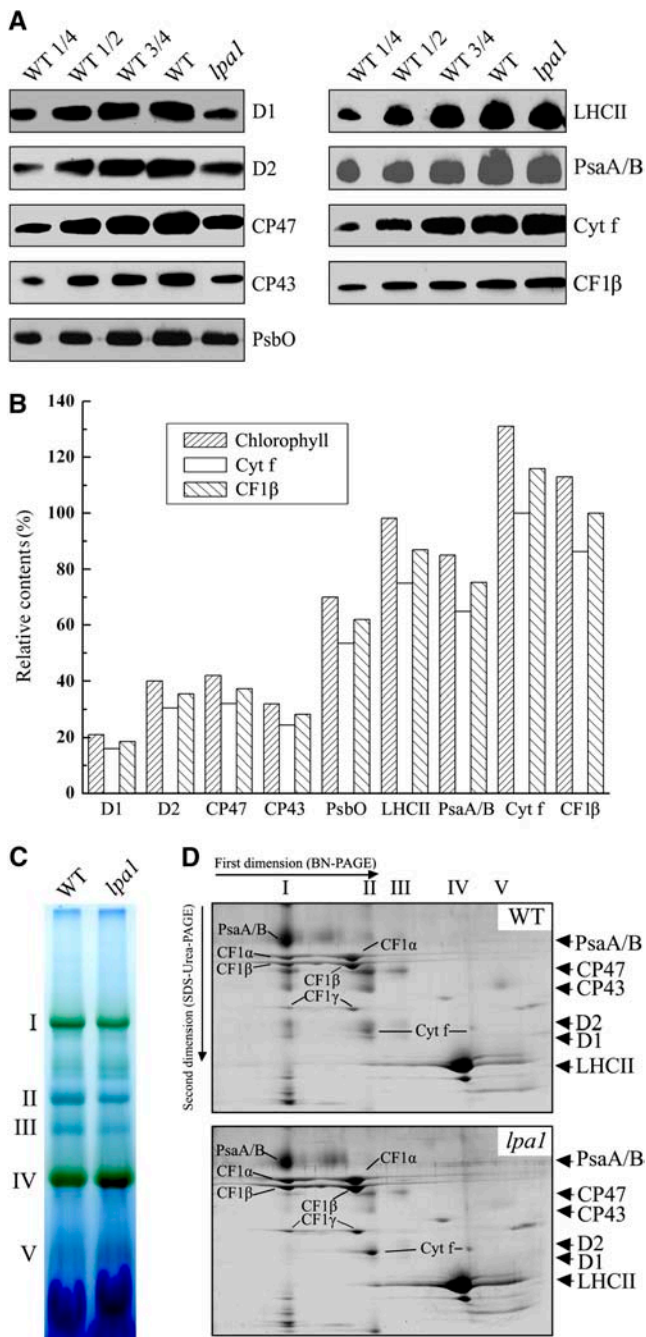 A
WT 1/4 WT 1/2 WT 3/4 WT lpa1
D1
D2
CP47
CP43
PsbO
WT 1/4 WT 1/2 WT 3/4 WT lpa1
LHCII
PsaA/B
Cyt f
CF1β
B
Relative contents (%)
140
120
100
80
60
40
20
0
Chlorophyll
Cyt f
CF1β
D1 D2 CP47 CP43 PsbO LHCII PsaA/B Cyt f CF1β
C
WT lpa1
I
II
III
IV
V
D
First dimension (BN-PAGE)
I II III IV V
Second dimension (SDS-Urea-PAGE)
WT
PsaA/B
CF1α
CF1β
CF1α
CF1β
CF1γ
Cyt f
PsaA/B
CP47
CP43
D2
D1
LHCII
lpa1
PsaA/B
CF1α
CF1β
CF1α
CF1β
CF1γ
Cyt f
PsaA/B
CP47
CP43
D2
D1
LHCII